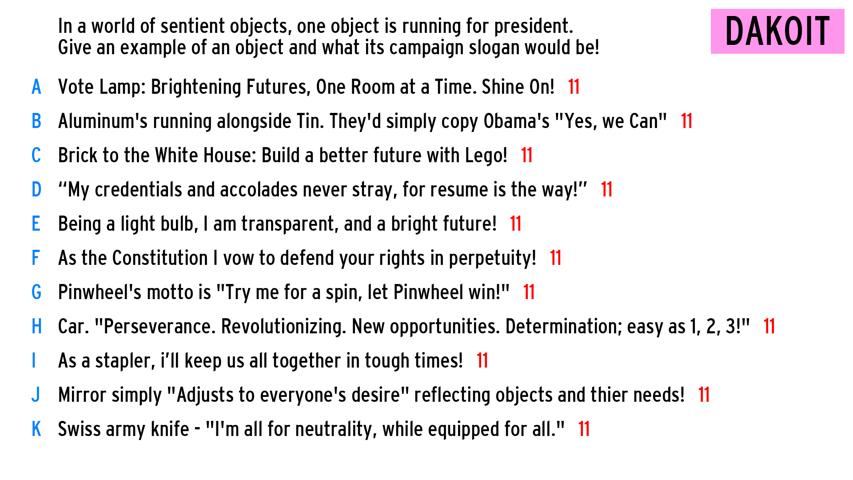 In a world of sentient objects, one object is running for president.
Give an example of an object and what its campaign slogan would be!
DAKOIT
A Vote Lamp: Brightening Futures, One Room at a Time. Shine On! 11
B Aluminum's running alongside Tin. They'd simply copy Obama's "Yes, we Can" 11
C Brick to the White House: Build a better future with Lego! 11
D “My credentials and accolades never stray, for resume is the way!” 11
E Being a light bulb, I am transparent, and a bright future! 11
F As the Constitution I vow to defend your rights in perpetuity! 11
G Pinwheel's motto is "Try me for a spin, let Pinwheel win!" 11
H Car. "Perseverance. Revolutionizing. New opportunities. Determination; easy as 1, 2, 3!" 11
I As a stapler, i’ll keep us all together in tough times! 11
J Mirror simply "Adjusts to everyone's desire" reflecting objects and thier needs! 11
K Swiss army knife - "I'm all for neutrality, while equipped for all." 11